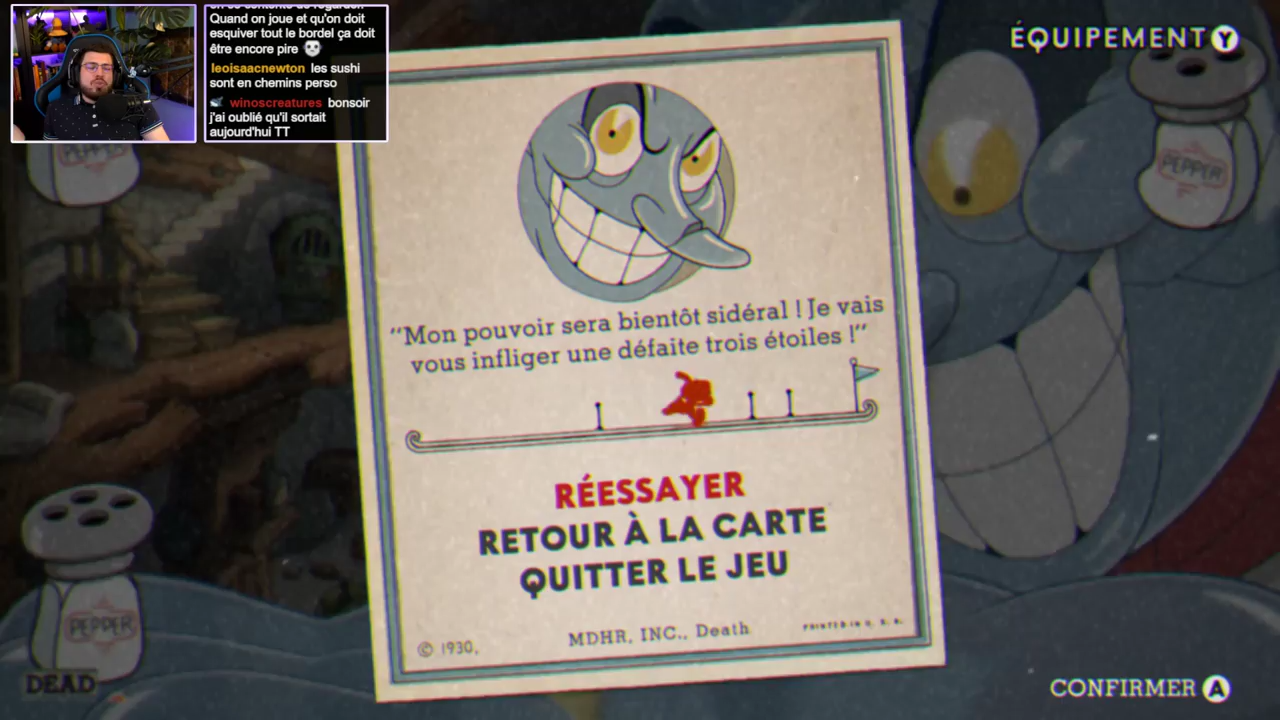 Quand on joue et qu'on doit
esquiver tout le bordel ça doit
être encore pire
leoisaacnewton les sushi
sont en chemins perso
winoscreatures bonsoir
j'ai oublié qu'il sortait
aujourd'hui TT
ÉQUIPEMENT Y
PEPPER
PEPPER
"Mon pouvoir sera bientôt sidéral ! Je vais
vous infliger une défaite trois étoiles !"
RÉESSAYER
RETOUR À LA CARTE
QUITTER LE JEU
PEPPER
© 1930,
MDHR, INC., Death
PRINTED IN U. S. A.
DEAD
CONFIRMER A